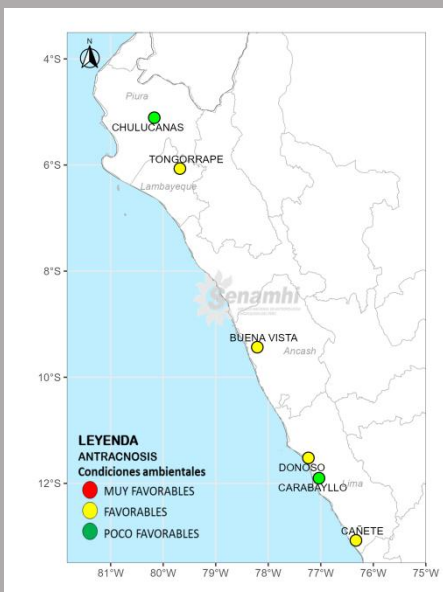 N
4°S
6°S
8°S
10°S
12°S
Piura
CHULUCANAS
TONGORRAPE
Lambayeque
Senamhi
BUENA VISTA
Ancash
DONOSO
CARABAYLLO
Lima
CAÑETE
LEYENDA
ANTRACNOSIS
Condiciones ambientales
MUY FAVORABLES
FAVORABLES
POCO FAVORABLES
81°W 80°W 79°W 78°W 77°W 76°W 75°W